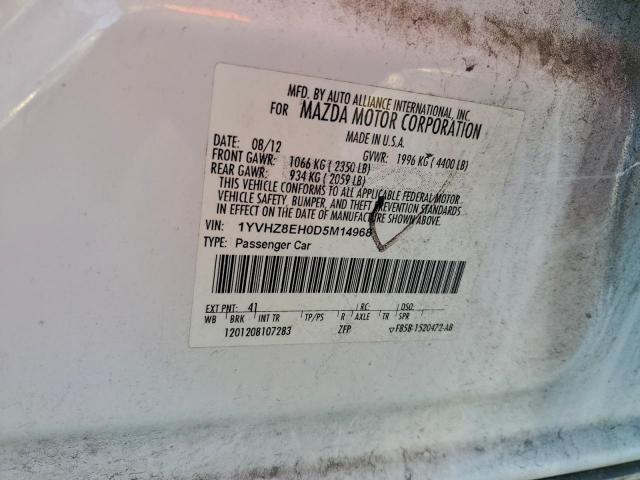 MFD. BY AUTO ALLIANCE INTERNATIONAL, INC.
FOR MAZDA MOTOR CORPORATION
MADE IN U.S.A.
DATE: 08/12 GVWR: 1996 KG ( 4400 LB)
FRONT GAWR: 1066 KG ( 2350 LB)
REAR GAWR: 934 KG ( 2059 LB)
THIS VEHICLE CONFORMS TO ALL APPLICABLE FEDERAL MOTOR
VEHICLE SAFETY, BUMPER, AND THEFT PREVENTION STANDARDS
IN EFFECT ON THE DATE OF MANUFACTURE SHOWN ABOVE.
VIN: 1YVHZ8EH0D5M14968
TYPE: Passenger Car
EXT PNT: 41 RC: DSO:
WB BRK INT TR TP/PS R AXLE TR SPR
1201208107283 ZFP F85B-1520472-AB